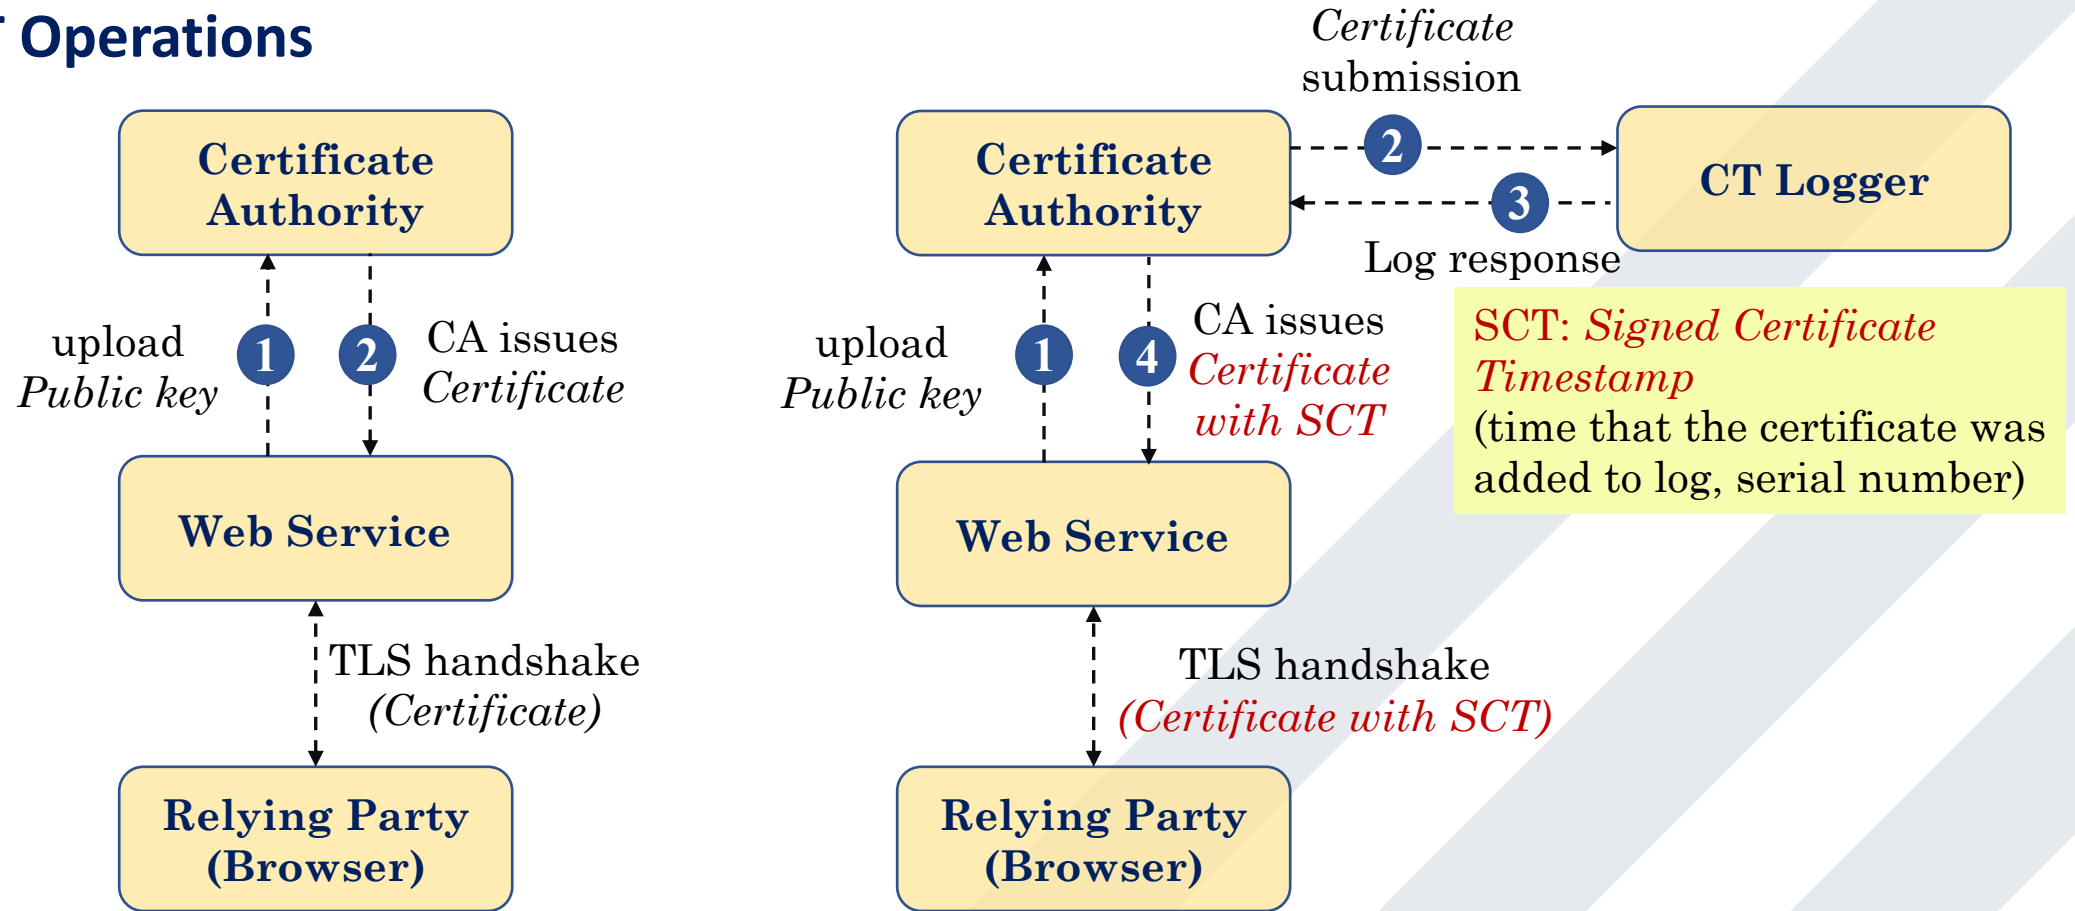 Operations
Certificate
Authority
1
2
upload
Public key
CA issues
Certificate
Web Service
TLS handshake
(Certificate)
Relying Party
(Browser)
Certificate
submission
Certificate
Authority
2
3
CT Logger
Log response
1
4
upload
Public key
CA issues
Certificate
with SCT
SCT: Signed Certificate
Timestamp
(time that the certificate was
added to log, serial number)
Web Service
TLS handshake
(Certificate with SCT)
Relying Party
(Browser)